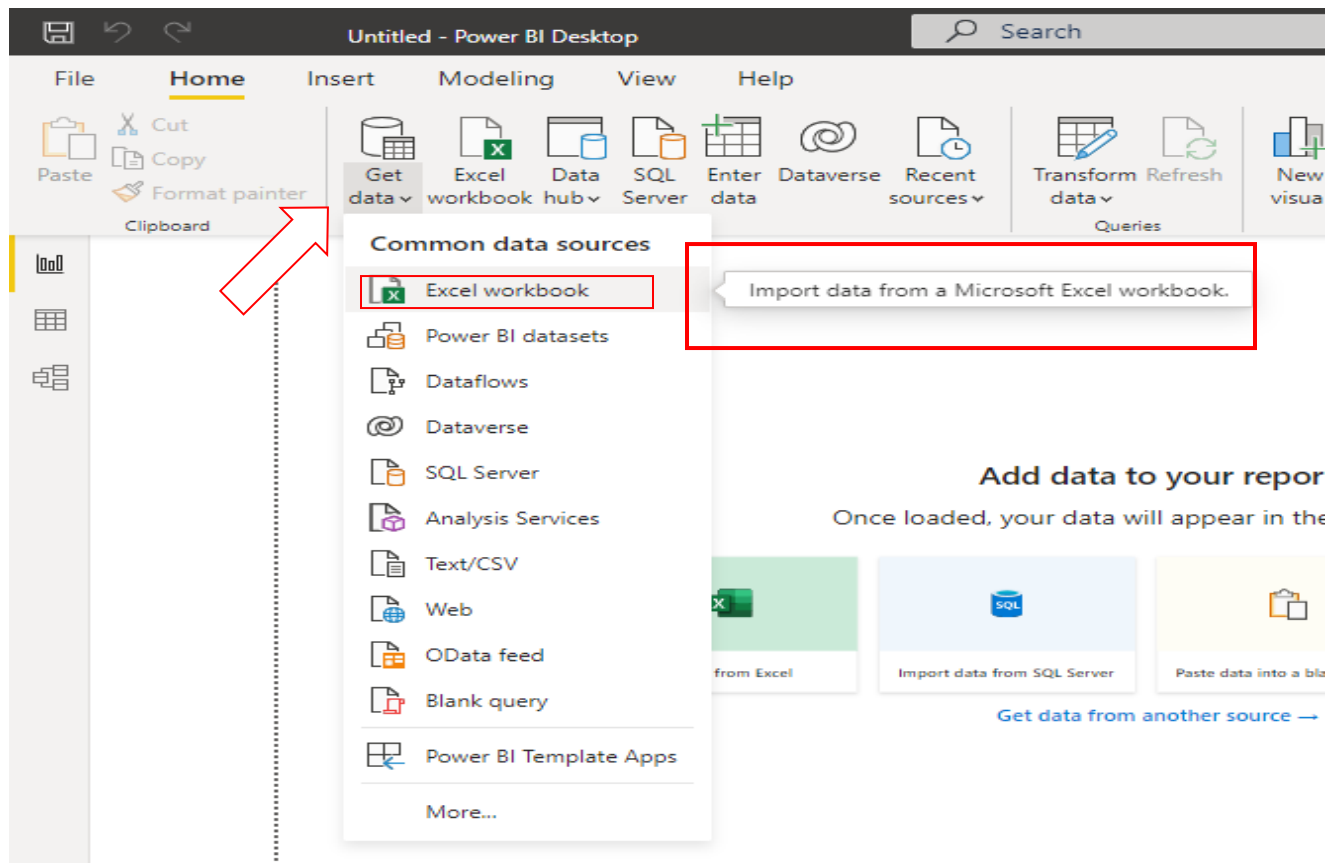 Untitled - Power BI Desktop
Search
File Home Insert Modeling View Help
Paste
Cut
Copy
Format painter
Clipboard
Get data
Excel workbook
Data hub
SQL Server
Enter data
Dataverse
Recent sources
Transform data
Refresh
Queries
New
visua
Common data sources
Excel workbook
Import data from a Microsoft Excel workbook.
Power BI datasets
Dataflows
Dataverse
SQL Server
Analysis Services
Text/CSV
Web
OData feed
Blank query
Power BI Template Apps
More...
Add data to your repor
Once loaded, your data will appear in the
SQL
from Excel
Import data from SQL Server
Paste data into a bla
Get data from another source →